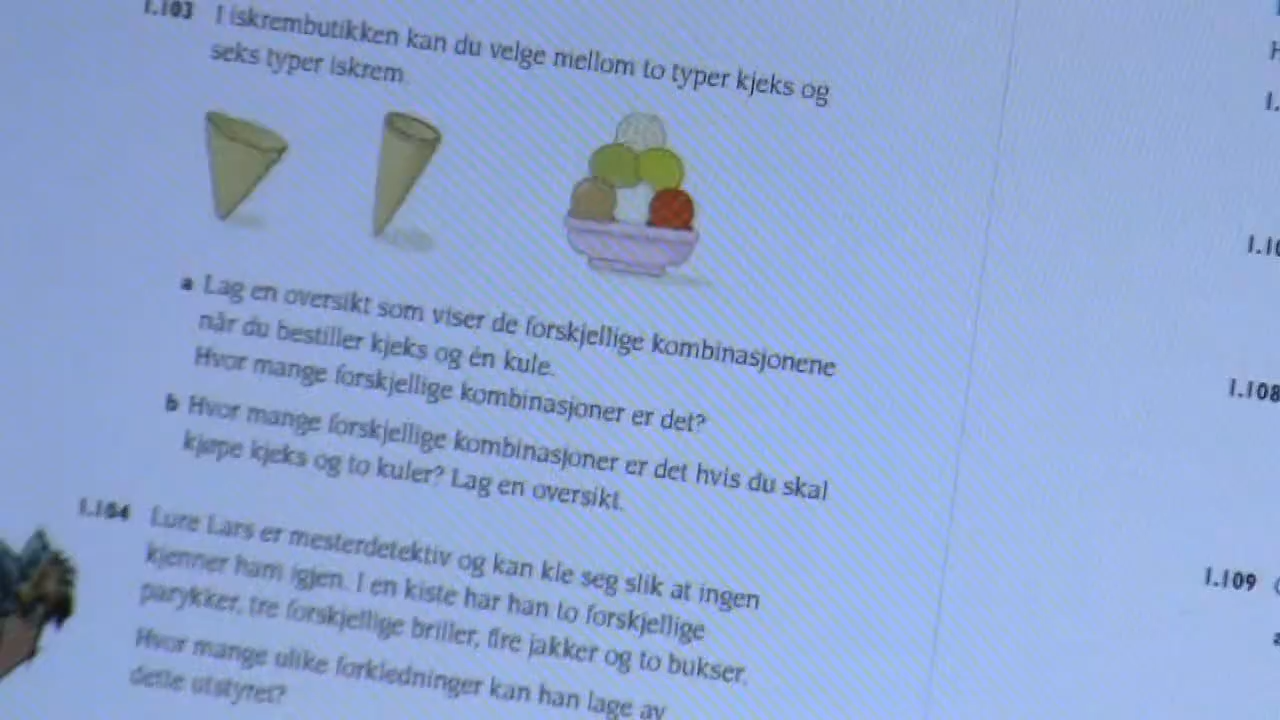 1.103 I iskrembutikken kan du velge mellom to typer kjeks og
seks typer iskrem.
a Lag en oversikt som viser de forskjellige kombinasjonene
når du bestiller kjeks og én kule.
Hvor mange forskjellige kombinasjoner er det?
b Hvor mange forskjellige kombinasjoner er det hvis du skal
kjøpe kjeks og to kuler? Lag en oversikt.
1.104 Lure Lars er mesterdetektiv og kan kle seg slik at ingen
kjenner ham igjen. I en kiste har han to forskjellige
parykker, tre forskjellige briller, fire jakker og to bukser.
Hvor mange ulike forkledninger kan han lage av
dette utstyret?
1.108
1.109